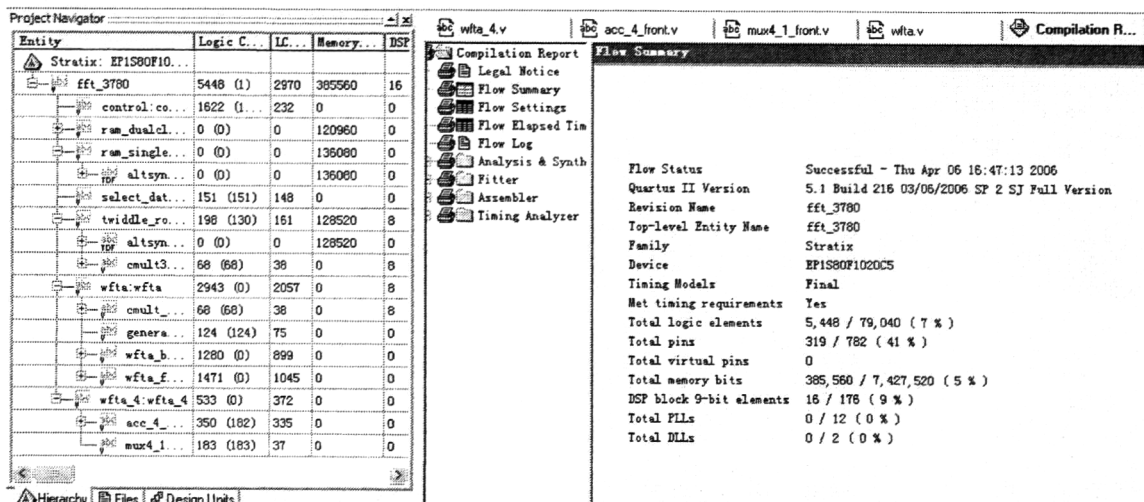 Project Navigator
Entity Logic C... LC... Memory... DSP
Stratix: EP1S80F10...
fft_3780 5448 (1) 2970 385560 16
control:co... 1622 (1... 232 0 0
ram_dualcl... 0 (0) 0 120960 0
ram_single... 0 (0) 0 136080 0
altsyn... 0 (0) 0 136080 0
select_dat... 151 (151) 148 0 0
twiddle_ro... 198 (130) 161 128520 8
altsyn... 0 (0) 0 128520 0
cmult3... 68 (68) 38 0 8
wfta:wfta 2943 (0) 2057 0 8
cmult_... 68 (68) 38 0 8
genera... 124 (124) 75 0 0
wfta_b... 1280 (0) 899 0 0
wfta_f... 1471 (0) 1045 0 0
wfta_4:wfta_4 533 (0) 372 0 0
acc_4_... 350 (182) 335 0 0
mux4_1... 183 (183) 37 0 0
Hierarchy Files Design Units
wfta_4.v acc_4_front.v mux4_1_front.v wfta.v Compilation R...
Compilation Report
Legal Notice
Flow Summary
Flow Settings
Flow Elapsed Tim
Flow Log
Analysis & Synth
Fitter
Assembler
Timing Analyzer
Flow Summary
Flow Status Successful - Thu Apr 06 16:47:13 2006
Quartus II Version 5.1 Build 216 03/06/2006 SP 2 SJ Full Version
Revision Name fft_3780
Top-level Entity Name fft_3780
Family Stratix
Device EP1S80F1020C5
Timing Models Final
Met timing requirements Yes
Total logic elements 5,448 / 79,040 ( 7 % )
Total pins 319 / 782 ( 41 % )
Total virtual pins 0
Total memory bits 385,560 / 7,427,520 ( 5 % )
DSP block 9-bit elements 16 / 176 ( 9 % )
Total PLLs 0 / 12 ( 0 % )
Total DLLs 0 / 2 ( 0 % )